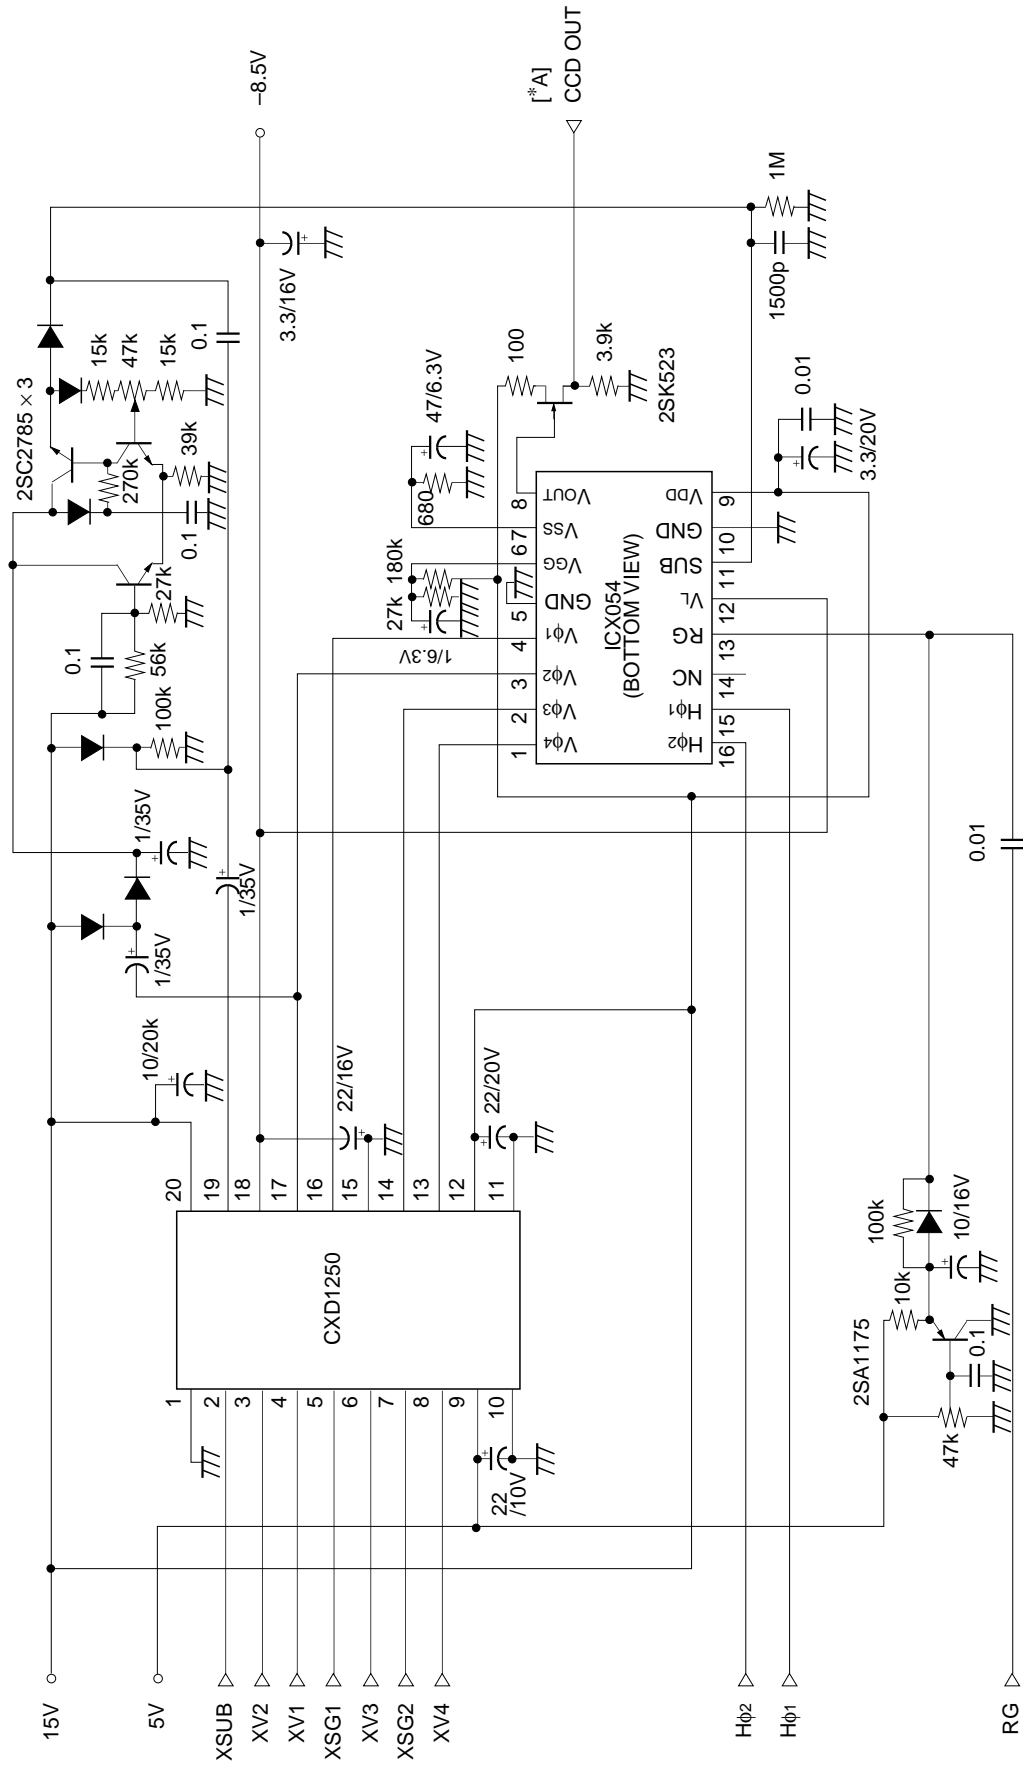 15V
5V
XSUB
XV2
XV1
XSG1
XV3
XSG2
XV4
Hϕ2
Hϕ1
RG
22
/10V
1
2
3
4
5
6
7
8
9
10
CXD1250
20
19
18
17
16
15
14
13
12
11
10/20k
22/16V
22/20V
1/35V
1/35V
1/35V
100k
56k
0.1
27k
0.1
270k
39k
2SC2785 × 3
15k
47k
15k
0.1
–8.5V
3.3/16V
[*A]
CCD OUT
1/6.3V
27k
180k
680
47/6.3V
100
3.9k
2SK523
1
2
3
4
5
6
7
8
Vϕ4
Vϕ3
Vϕ2
Vϕ1
GND
VGG
VSS
VOUT
ICX054
(BOTTOM VIEW)
Hϕ2
Hϕ1
NC
RG
VL
SUB
GND
VDD
16
15
14
13
12
11
10
9
0.01
3.3/20V
1500p
1M
0.01
2SA1175
47k
0.1
10k
100k
10/16V